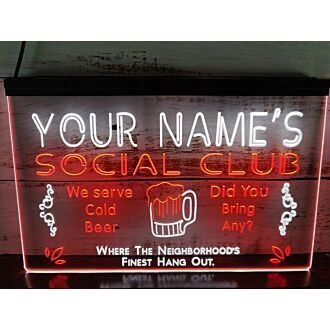 YOUR NAME'S
SOCIAL CLUB
We serve
Cold
Beer
Did You
Bring
Any?
WHERE THE NEIGHBORHOOD'S
FINEST HANG OUT.